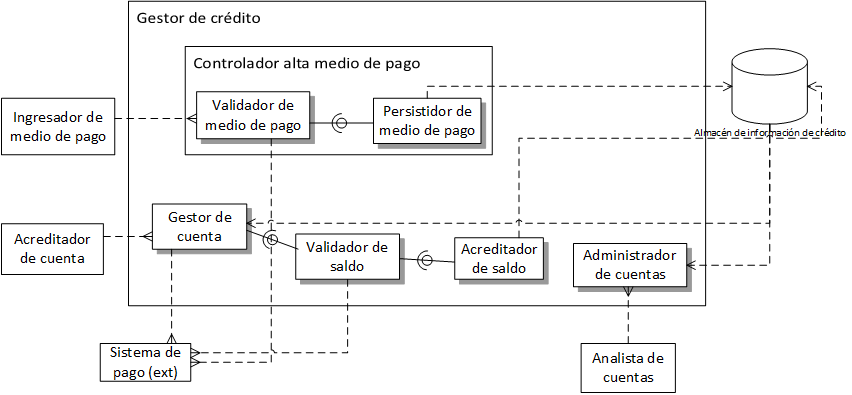 Gestor de crédito
Controlador alta medio de pago
Ingresador de
medio de pago
Validador de
medio de pago
Persistidor de
medio de pago
Almacén de información de crédito
Acreditador
de cuenta
Gestor de
cuenta
Validador de
saldo
Acreditador
de saldo
Administrador
de cuentas
Sistema de
pago (ext)
Analista de
cuentas